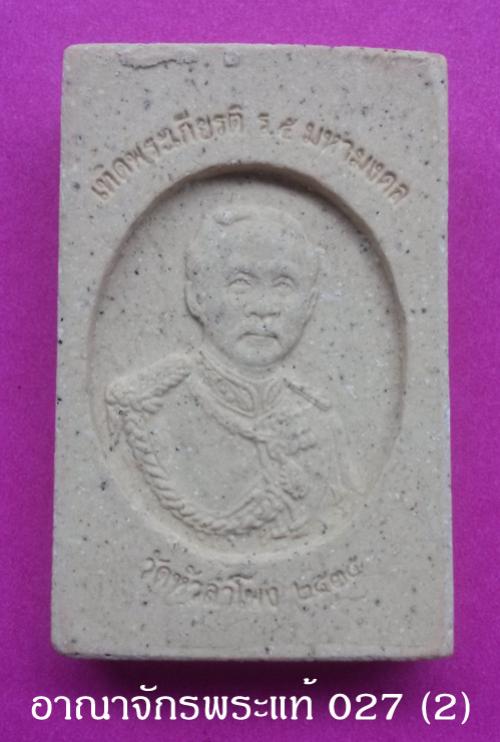 เทิดพระเกียรติ ร.๕ มหามงคล
วัดหัวลำโพง ๒๕๓๕
อาณาจักรพระแท้ 027 (2)